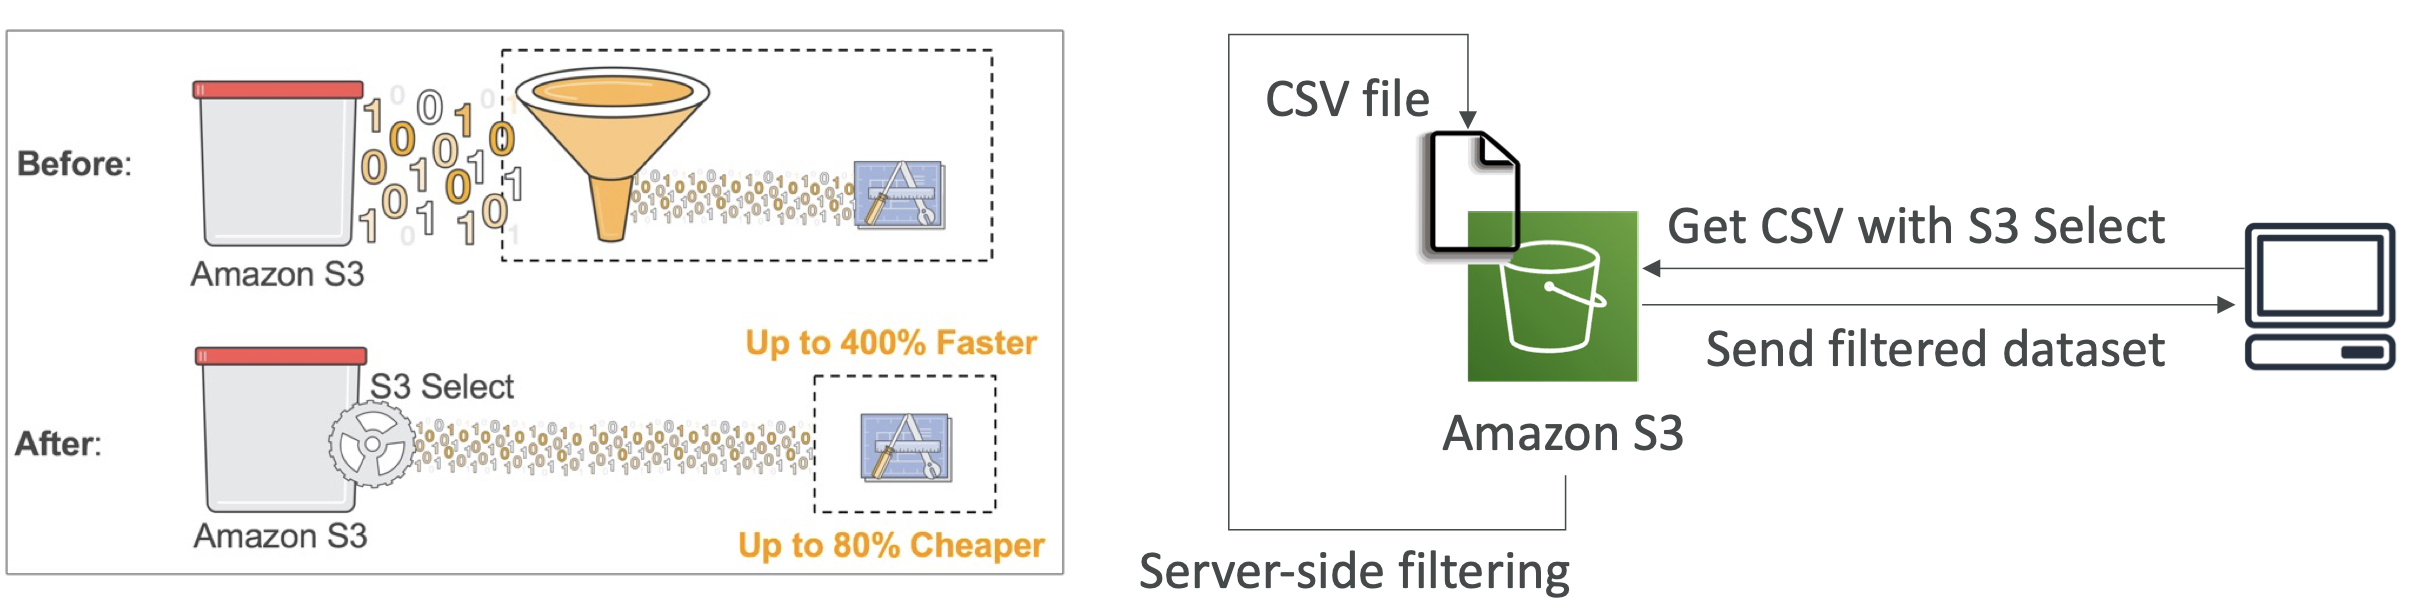 Before:
Amazon S3
Up to 400% Faster
S3 Select
After:
Amazon S3
Up to 80% Cheaper
CSV file
Get CSV with S3 Select
Send filtered dataset
Amazon S3
Server-side filtering